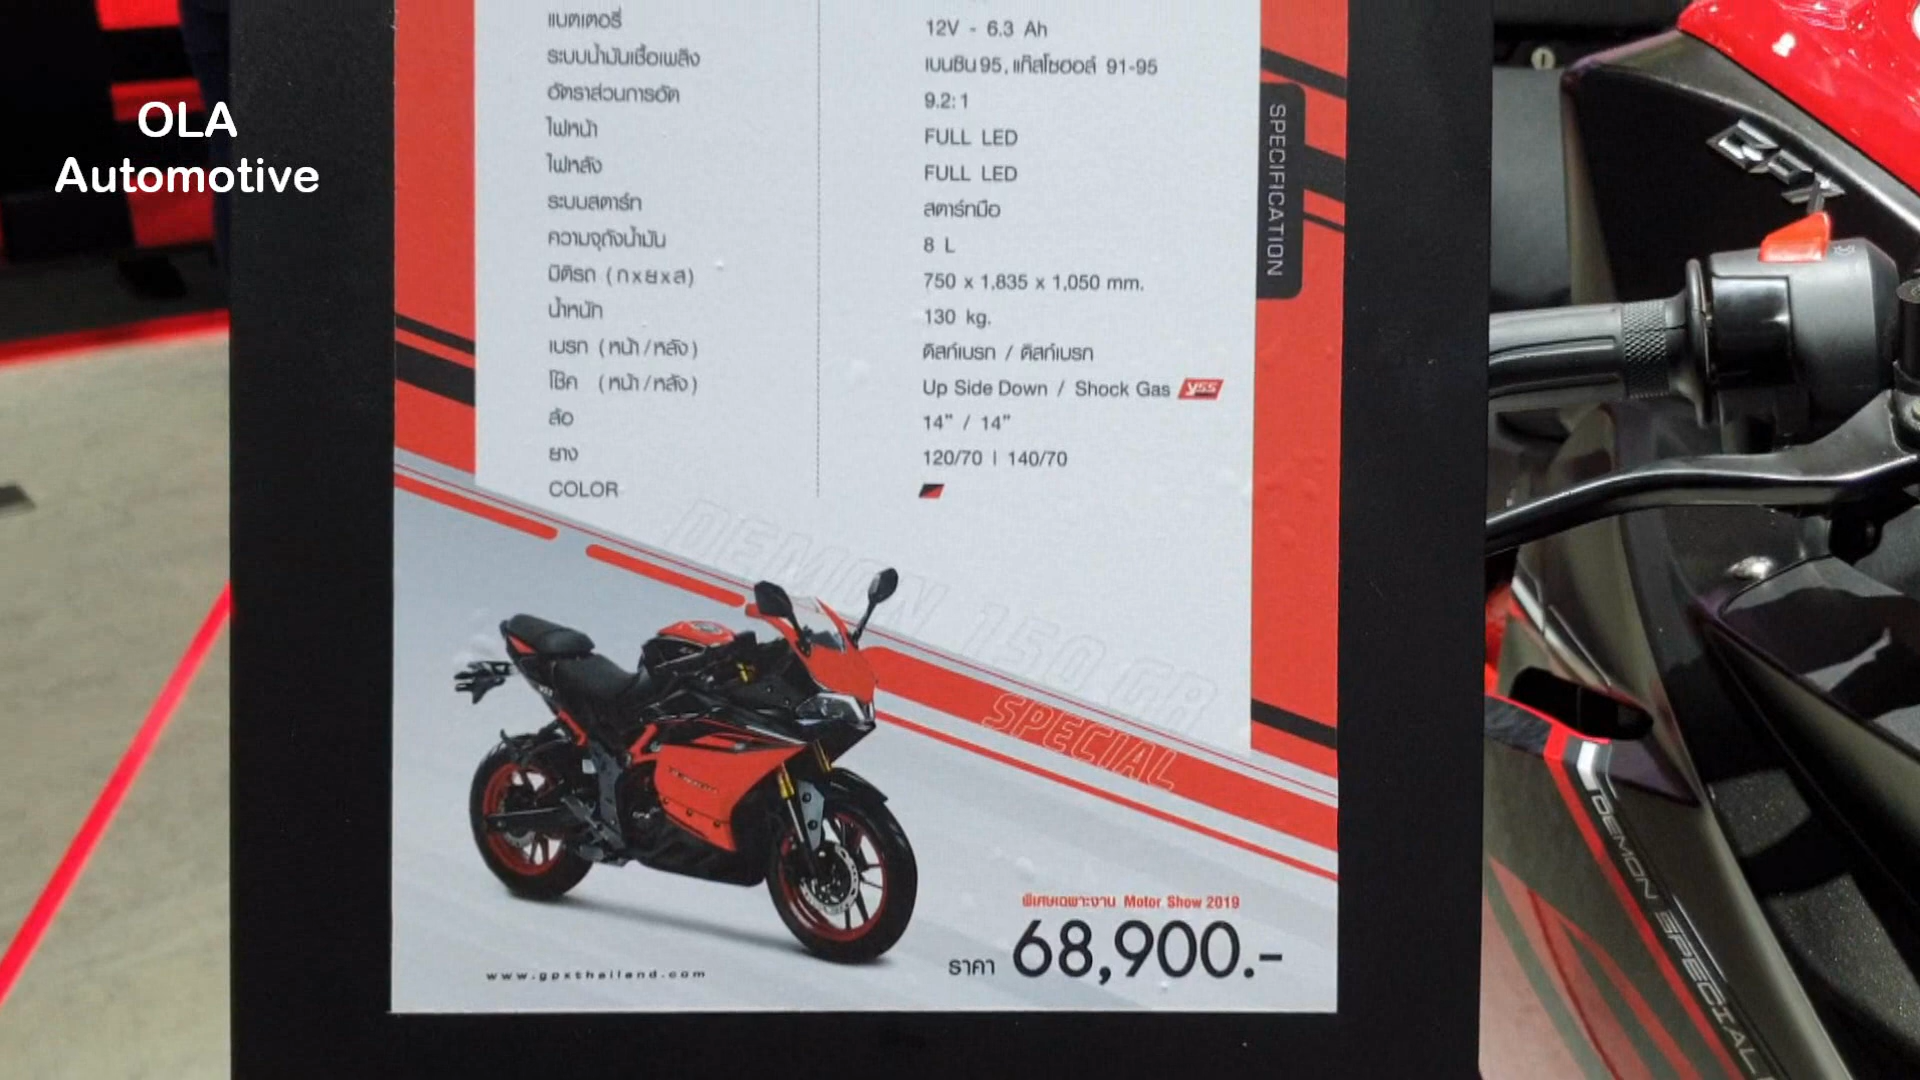 OLA
Automotive
แบตเตอรี่ 12V - 6.3 Ah
ระบบน้ำมันเชื้อเพลิง เบนซิน 95, แก๊สโซฮอล์ 91-95
อัตราส่วนการอัด 9.2:1
ไฟหน้า FULL LED
ไฟหลัง FULL LED
ระบบสตาร์ท สตาร์ทมือ
ความจุถังน้ำมัน 8 L
มิติรถ (กxยxส) 750 x 1,835 x 1,050 mm.
น้ำหนัก 130 kg.
เบรก (หน้า/หลัง) ดิสก์เบรก / ดิสก์เบรก
โช๊ค (หน้า/หลัง) Up Side Down / Shock Gas YSS
ล้อ 14" / 14"
ยาง 120/70 | 140/70
COLOR
SPECIFICATION
DEMON 150 GR
SPECIAL
พิเศษเฉพาะงาน Motor Show 2019
ราคา 68,900.-
www.gpxthailand.com
GPX
DEMON SPECIAL